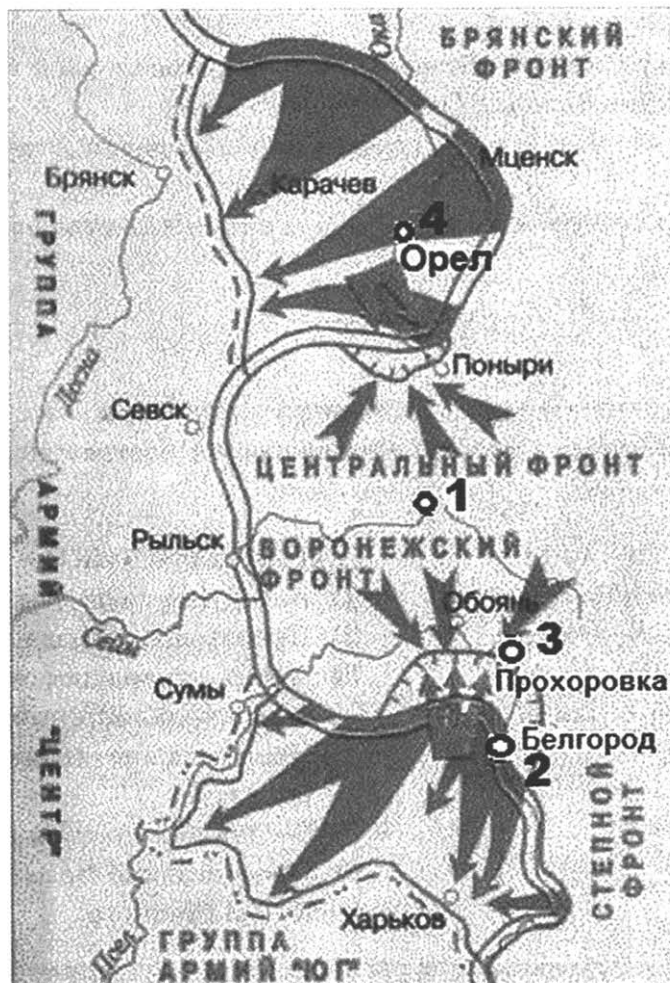 Ока
БРЯНСКИЙ
ФРОНТ
Мценск
Брянск
Карачев
4
Орел
ГРУППА
Десна
Поныри
Севск
ЦЕНТРАЛЬНЫЙ ФРОНТ
1
АРМИЙ
Рыльск
ВОРОНЕЖСКИЙ
ФРОНТ
Обоянь
Сейм
3
Прохоровка
Сумы
Белгород
2
"ЦЕНТР"
СТЕПНОЙ
ФРОНТ
Харьков
Псел
ГРУППА
АРМИЙ "ЮГ"